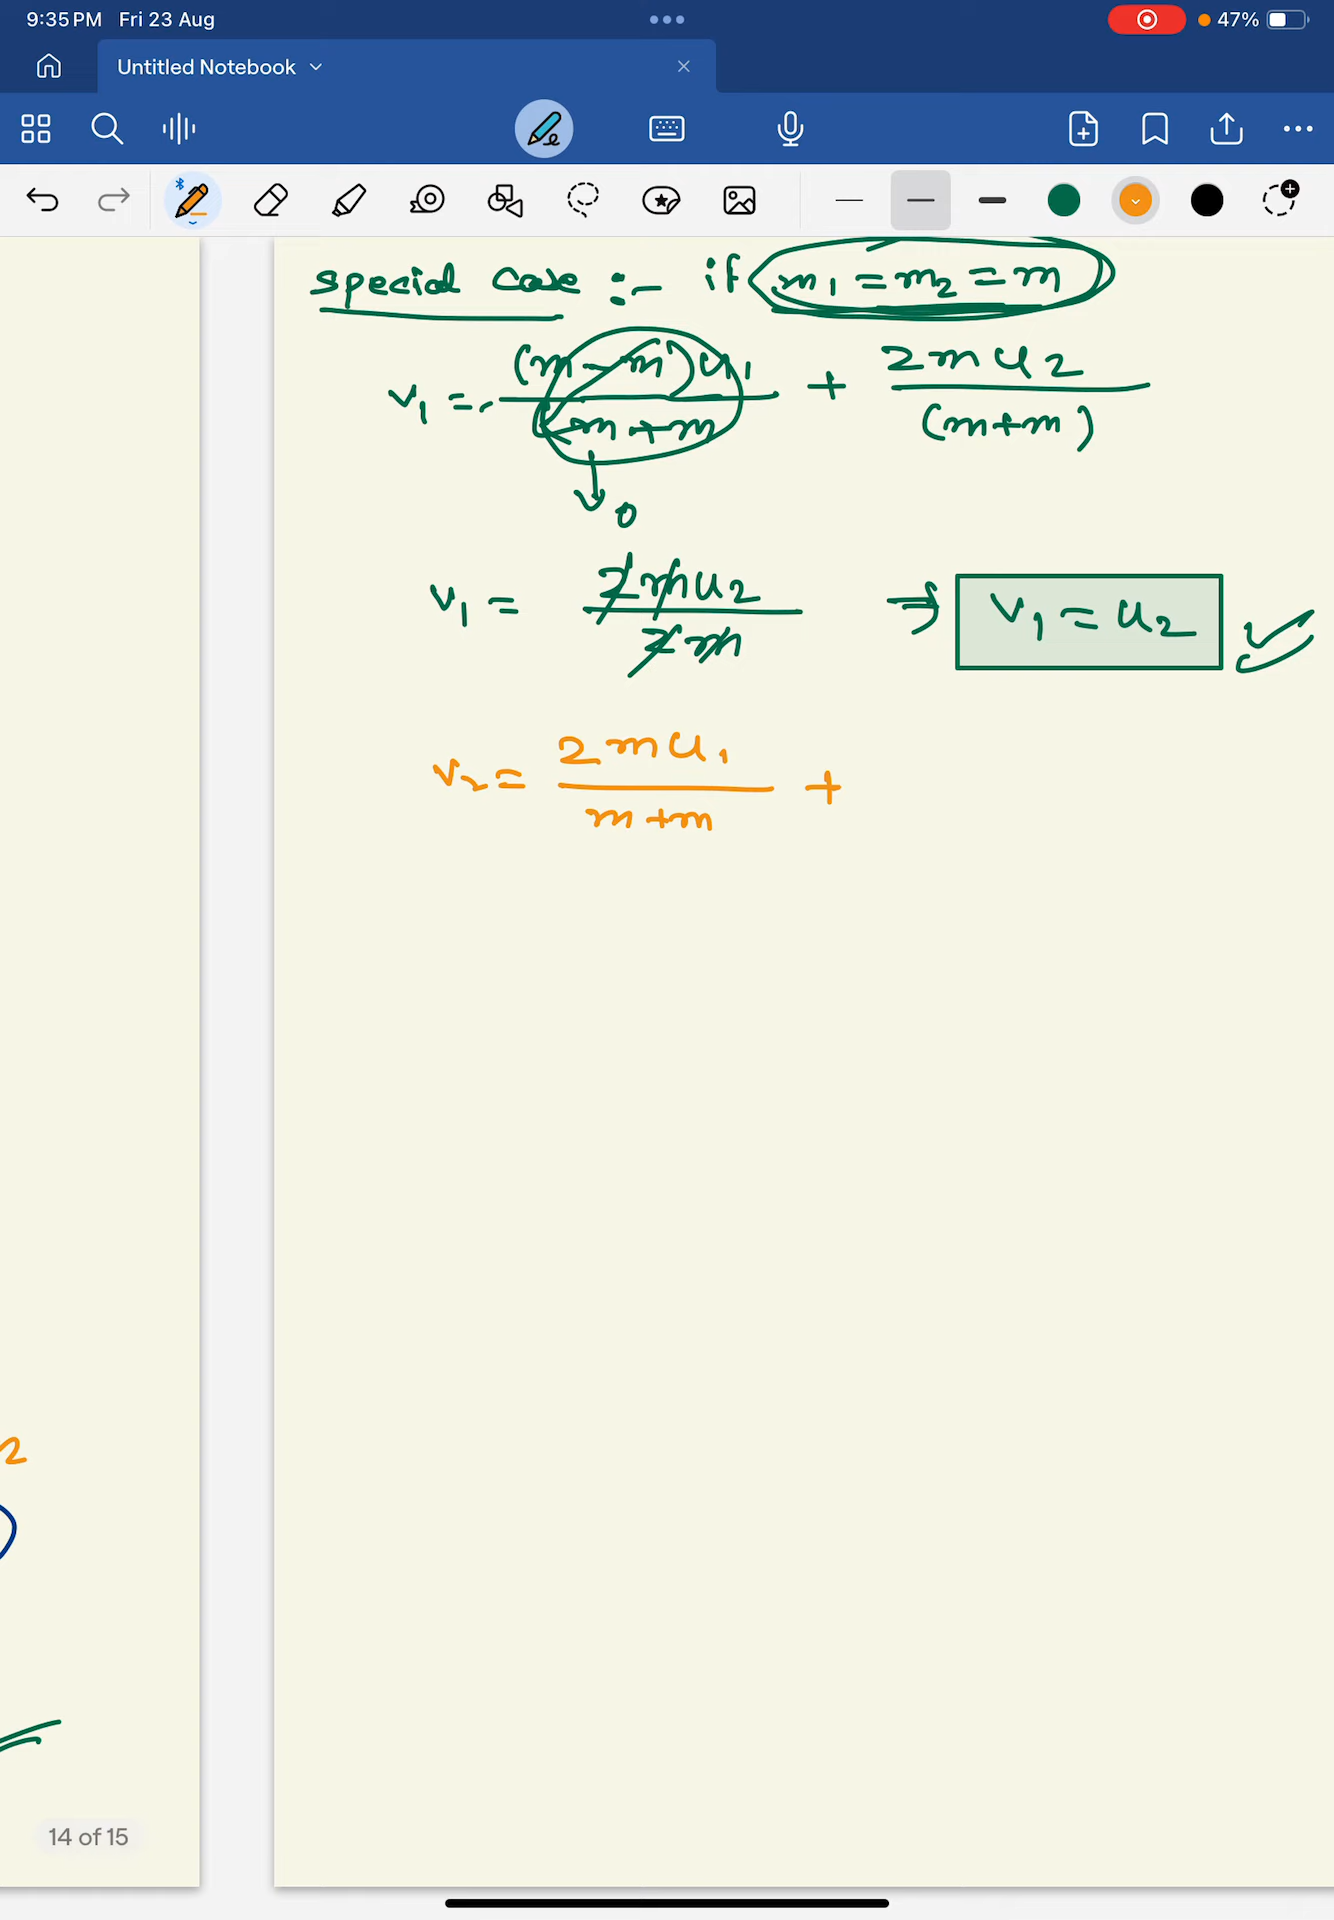 9:35 PM Fri 23 Aug
47%
Untitled Notebook
special case :- if m₁ = m₂ = m
v₁ = (m - m)u₁ / (m + m + 2mu₂ / (m+m)
0
v₁ = 2mu₂ / 2m ⇒ v₁ = u₂
v₂ = 2mu₁ / m+m +
2
14 of 15